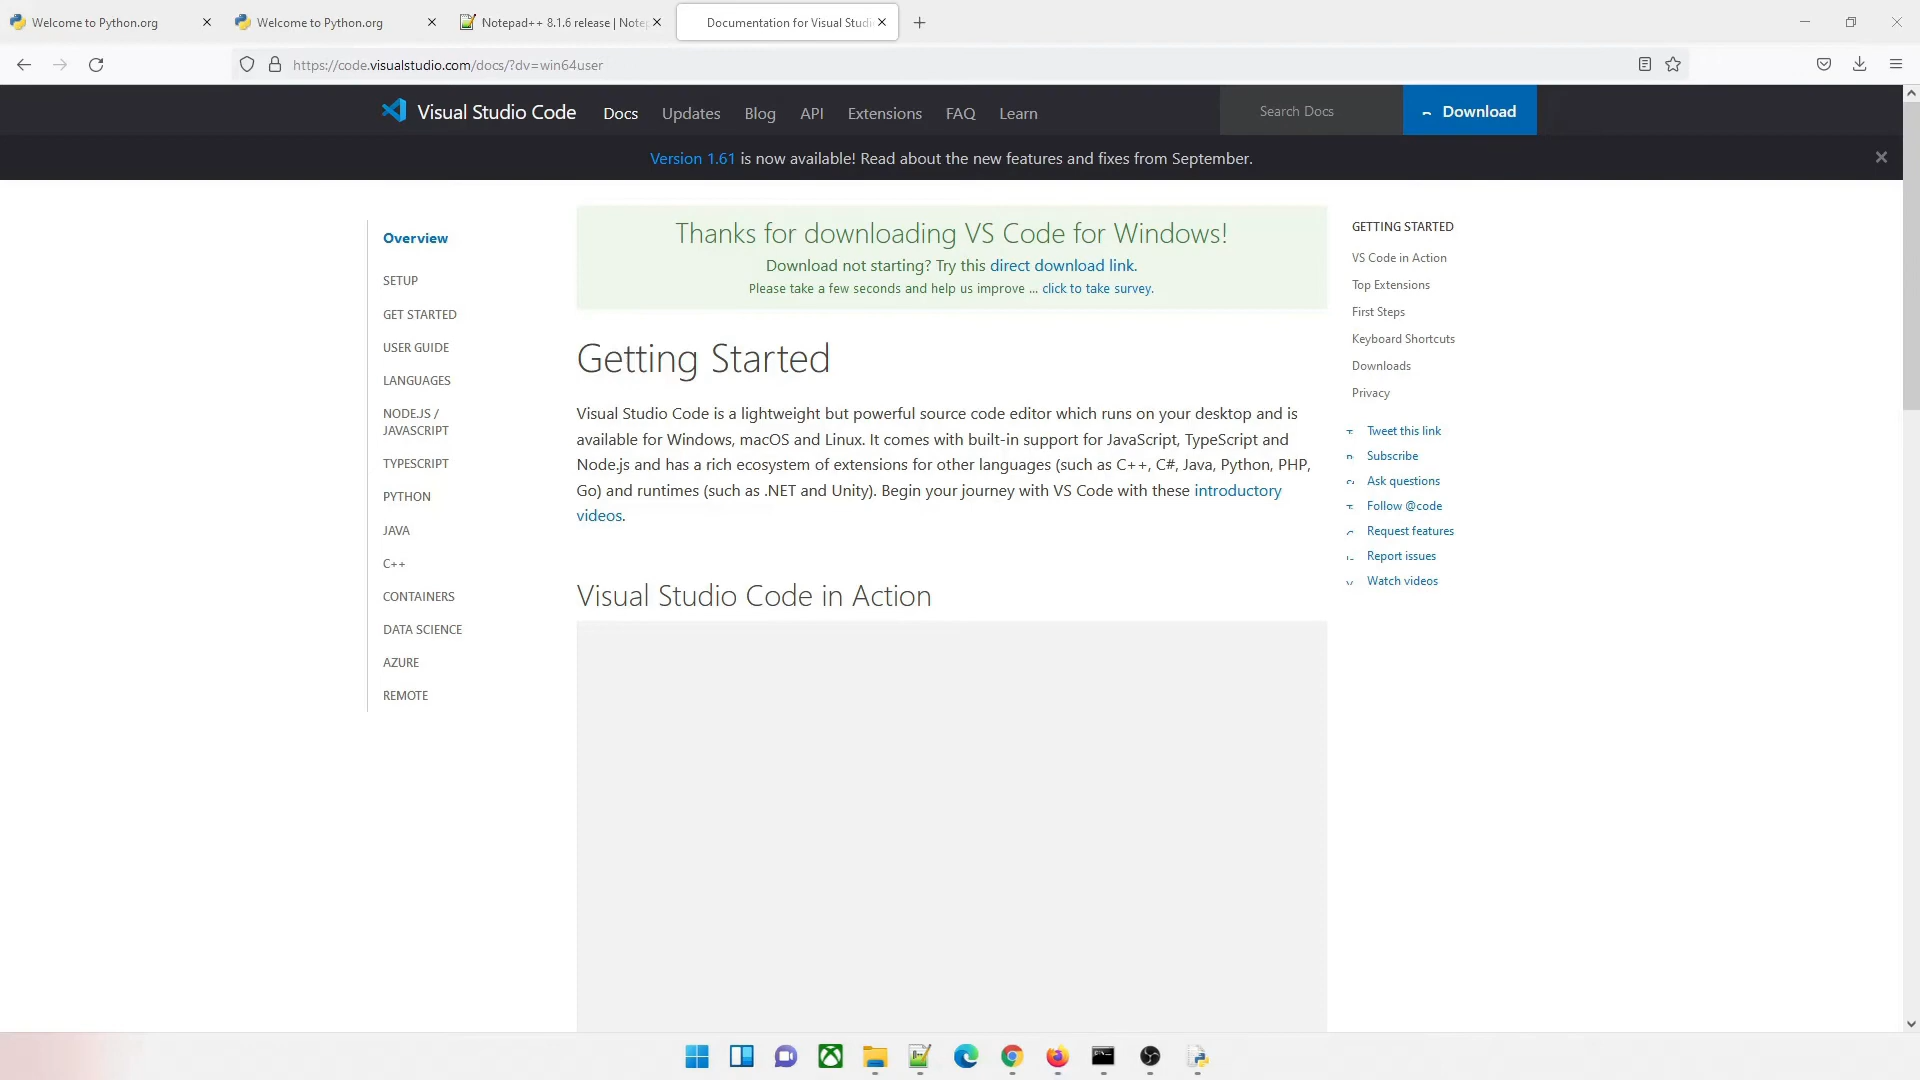 Welcome to Python.org
Welcome to Python.org
Notepad++ 8.1.6 release | Note
Documentation for Visual Studi
https://code.visualstudio.com/docs/?dv=win64user
Visual Studio Code
Docs
Updates
Blog
API
Extensions
FAQ
Learn
Search Docs
Download
Version 1.61 is now available! Read about the new features and fixes from September.
Overview
SETUP
GET STARTED
USER GUIDE
LANGUAGES
NODE.JS /
JAVASCRIPT
TYPESCRIPT
PYTHON
JAVA
C++
CONTAINERS
DATA SCIENCE
AZURE
REMOTE
Thanks for downloading VS Code for Windows!
Download not starting? Try this direct download link.
Please take a few seconds and help us improve ... click to take survey.
Getting Started
Visual Studio Code is a lightweight but powerful source code editor which runs on your desktop and is
available for Windows, macOS and Linux. It comes with built-in support for JavaScript, TypeScript and
Node.js and has a rich ecosystem of extensions for other languages (such as C++, C#, Java, Python, PHP,
Go) and runtimes (such as .NET and Unity). Begin your journey with VS Code with these introductory
videos.
Visual Studio Code in Action
GETTING STARTED
VS Code in Action
Top Extensions
First Steps
Keyboard Shortcuts
Downloads
Privacy
Tweet this link
Subscribe
Ask questions
Follow @code
Request features
Report issues
Watch videos